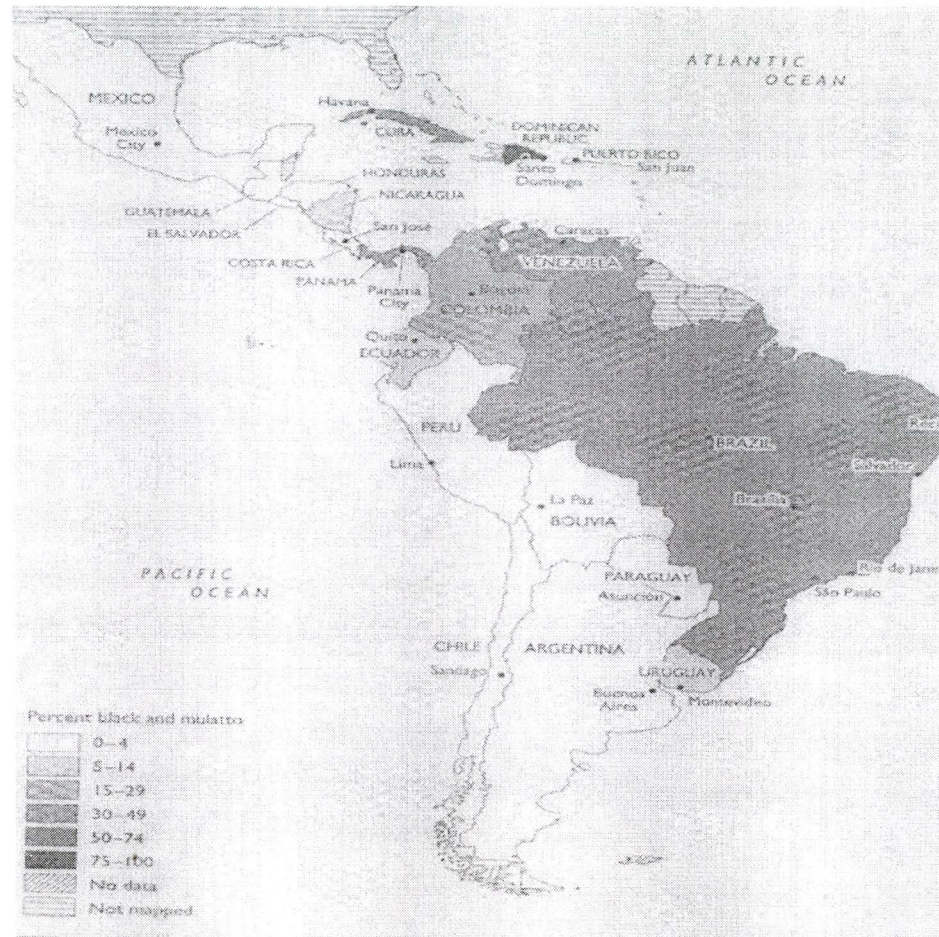 ATLANTIC
OCEAN
MEXICO
Mexico
City
Havana
CUBA
DOMINICAN
REPUBLIC
PUERTO RICO
San Juan
Santo
Domingo
HONDURAS
NICARAGUA
GUATEMALA
EL SALVADOR
San José
COSTA RICA
PANAMA
Panama
City
Caracas
VENEZUELA
Bogotá
COLOMBIA
Quito
ECUADOR
PERU
Lima
BRAZIL
Salvador
Brasília
La Paz
BOLIVIA
PACIFIC
OCEAN
PARAGUAY
Asunción
Rio de Jane
São Paulo
CHILE
Santiago
ARGENTINA
URUGUAY
Buenos
Aires
Montevideo
Percent black and mulatto
0–4
5–14
15–29
30–49
50–74
75–100
No data
Not mapped